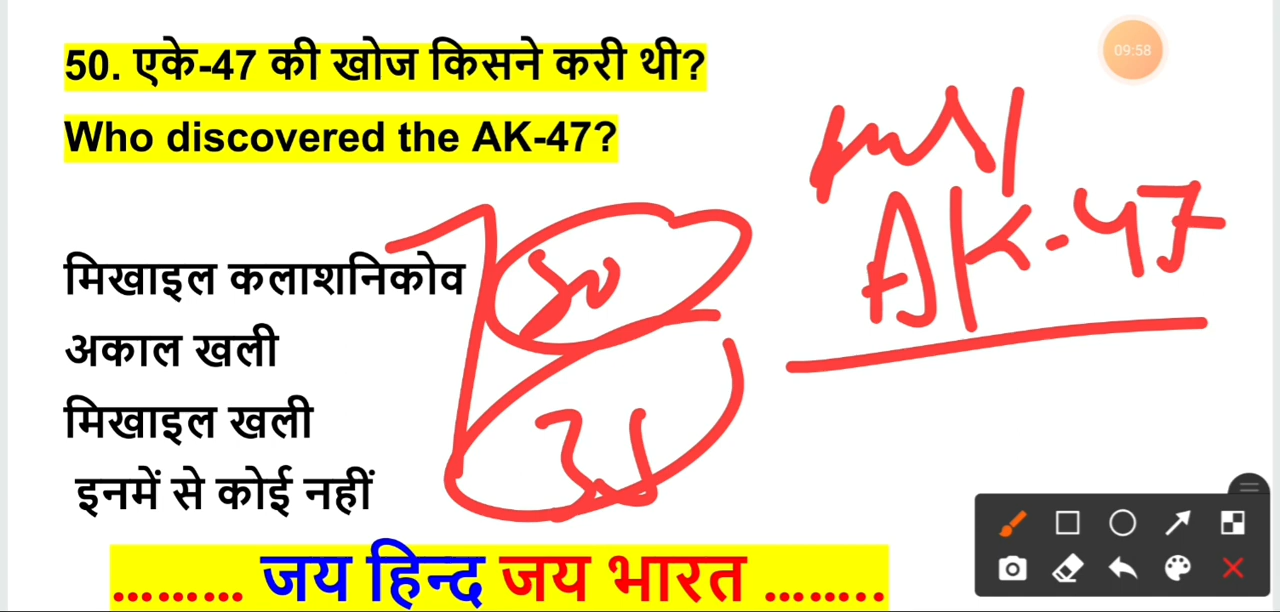 50. एके-47 की खोज किसने करी थी?
09:58
Who discovered the AK-47?
AK-47
मिखाइल कलाशनिकोव
50
अकाल खली
मिखाइल खली
इनमें से कोई नहीं
......... जय हिन्द जय भारत ........